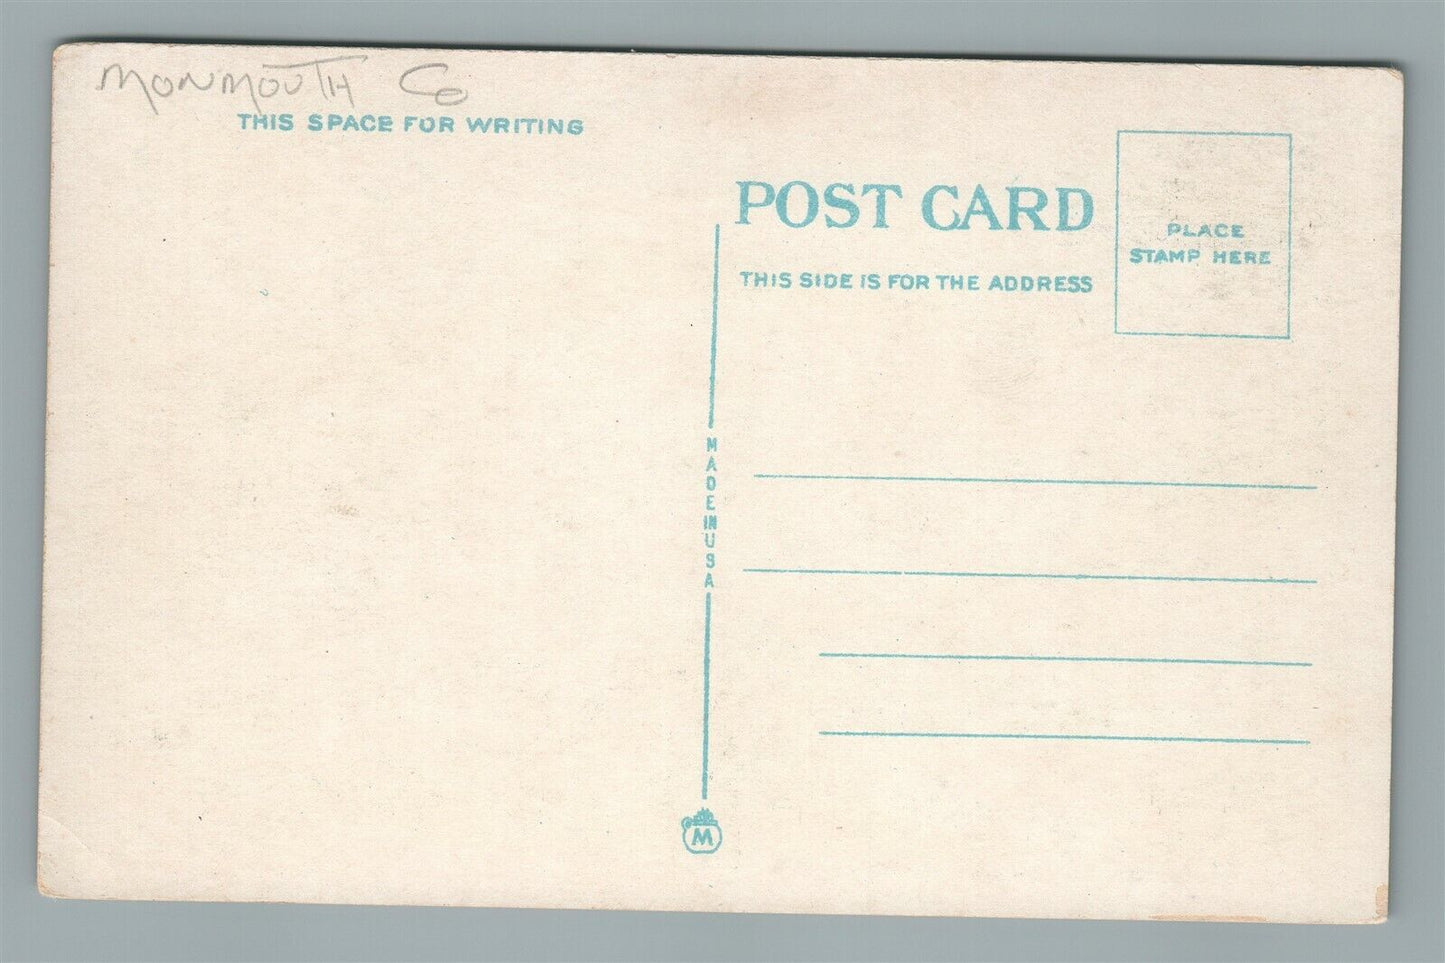 MONMOUTH CO
THIS SPACE FOR WRITING
POST CARD
THIS SIDE IS FOR THE ADDRESS
PLACE
STAMP HERE
MADE IN USA
M